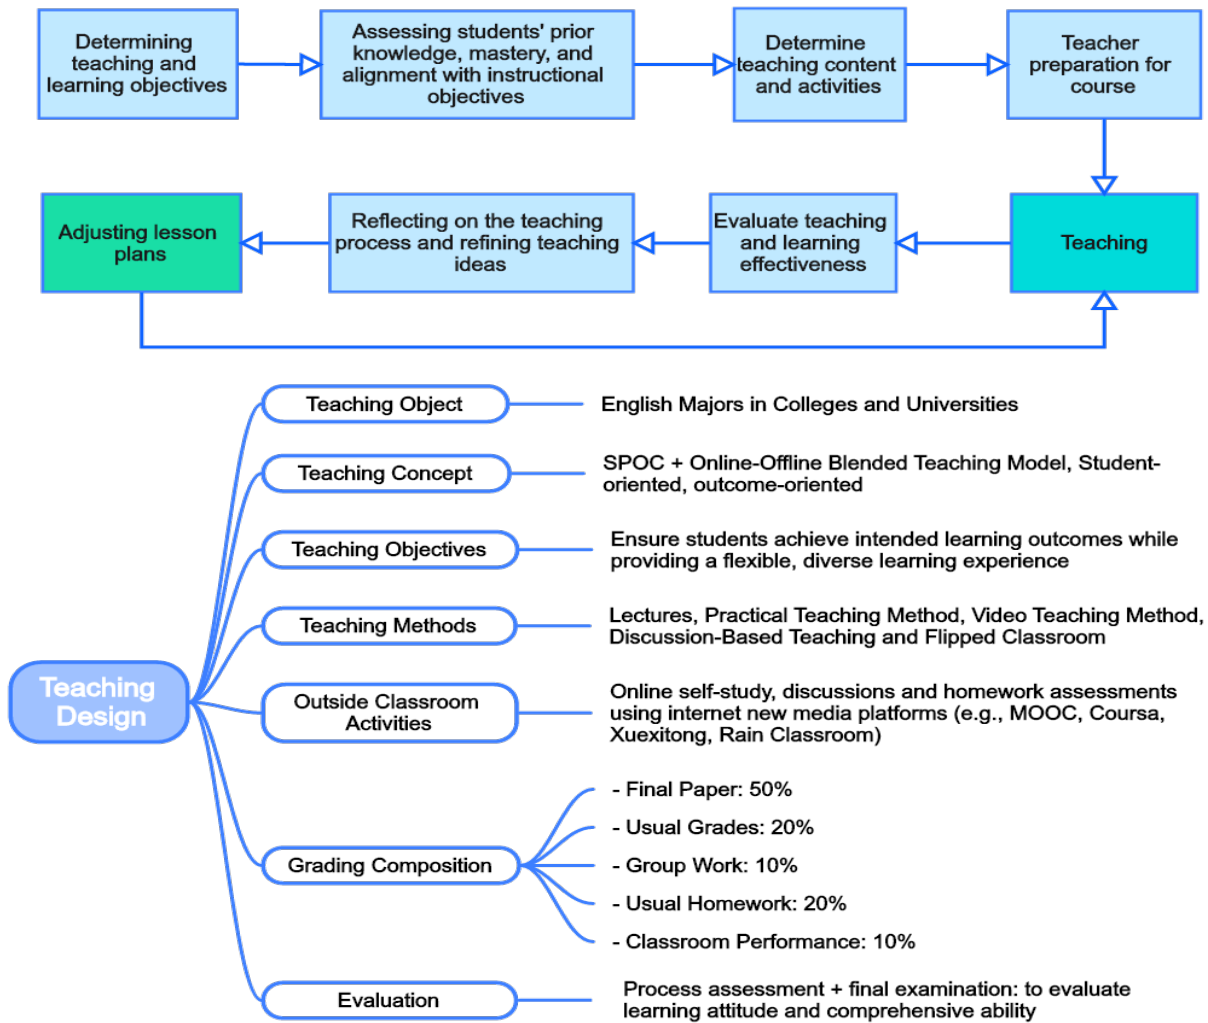 Determining
teaching and
learning objectives
Assessing students' prior
knowledge, mastery, and
alignment with instructional
objectives
Determine
teaching content
and activities
Teacher
preparation for
course
Adjusting lesson
plans
Reflecting on the teaching
process and refining teaching
ideas
Evaluate teaching
and learning
effectiveness
Teaching
Teaching
Design
Teaching Object
English Majors in Colleges and Universities
Teaching Concept
SPOC + Online-Offline Blended Teaching Model, Student-
oriented, outcome-oriented
Teaching Objectives
Ensure students achieve intended learning outcomes while
providing a flexible, diverse learning experience
Teaching Methods
Lectures, Practical Teaching Method, Video Teaching Method,
Discussion-Based Teaching and Flipped Classroom
Outside Classroom
Activities
Online self-study, discussions and homework assessments
using internet new media platforms (e.g., MOOC, Coursa,
Xuexitong, Rain Classroom)
Grading Composition
- Final Paper: 50%
- Usual Grades: 20%
- Group Work: 10%
- Usual Homework: 20%
- Classroom Performance: 10%
Evaluation
Process assessment + final examination: to evaluate
learning attitude and comprehensive ability